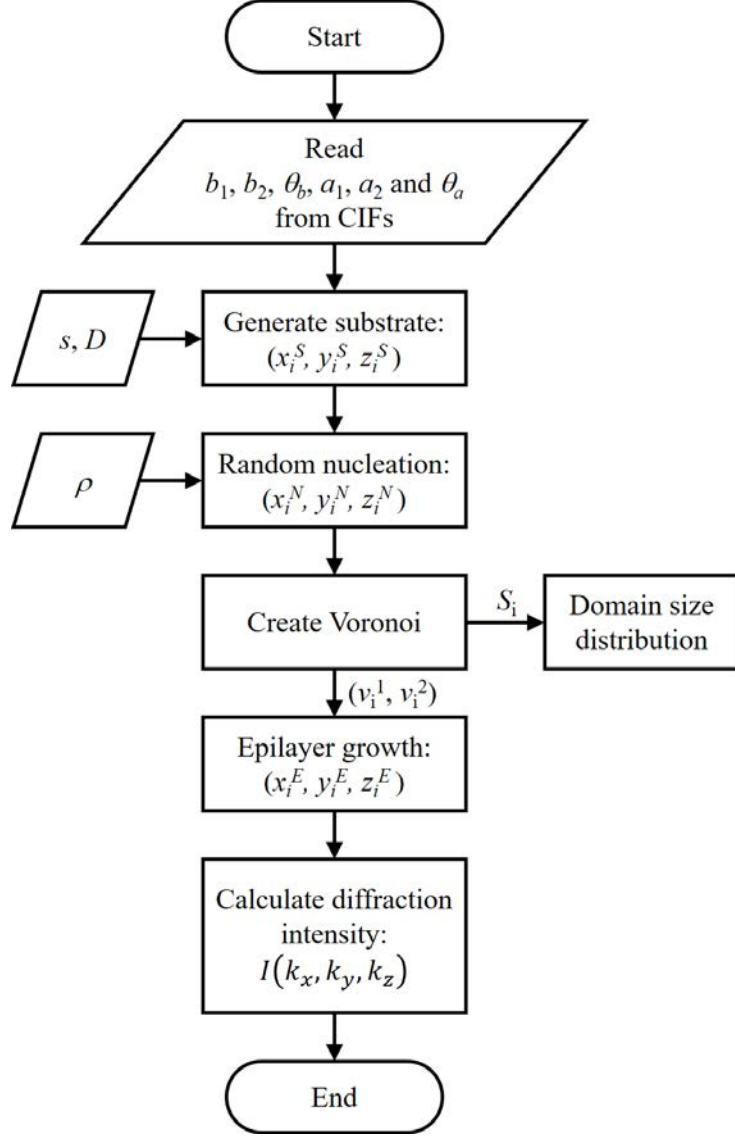 Start
Read
b₁, b₂, θ_b, a₁, a₂ and θ_a
from CIFs
s, D
Generate substrate:
(x_i^S, y_i^S, z_i^S)
ρ
Random nucleation:
(x_i^N, y_i^N, z_i^N)
Create Voronoi
S_i
Domain size
distribution
(v_i^1, v_i^2)
Epilayer growth:
(x_i^E, y_i^E, z_i^E)
Calculate diffraction
intensity:
I(k_x, k_y, k_z)
End